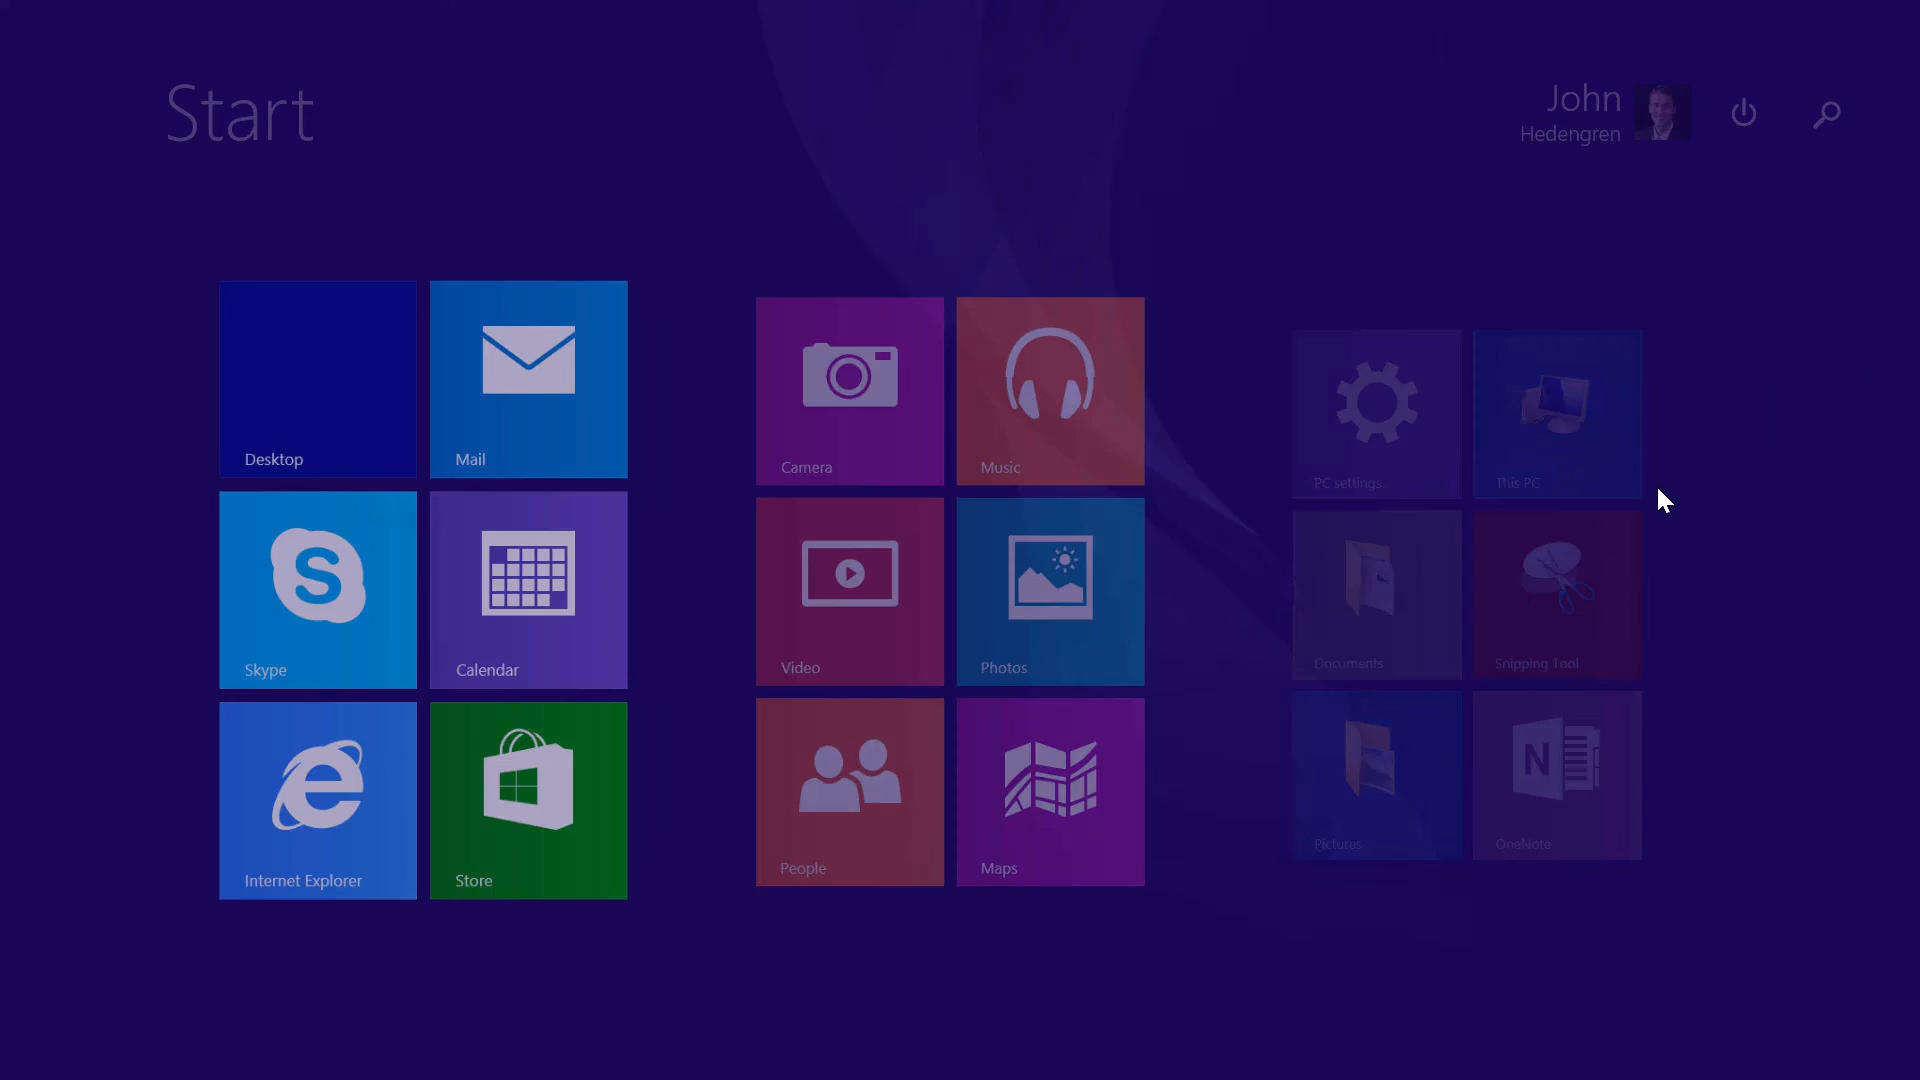 Start
John
Hedengren
Desktop
Mail
Camera
Music
PC settings
This PC
Skype
Calendar
Video
Photos
Documents
Snipping Tool
Internet Explorer
Store
People
Maps
Pictures
OneNote